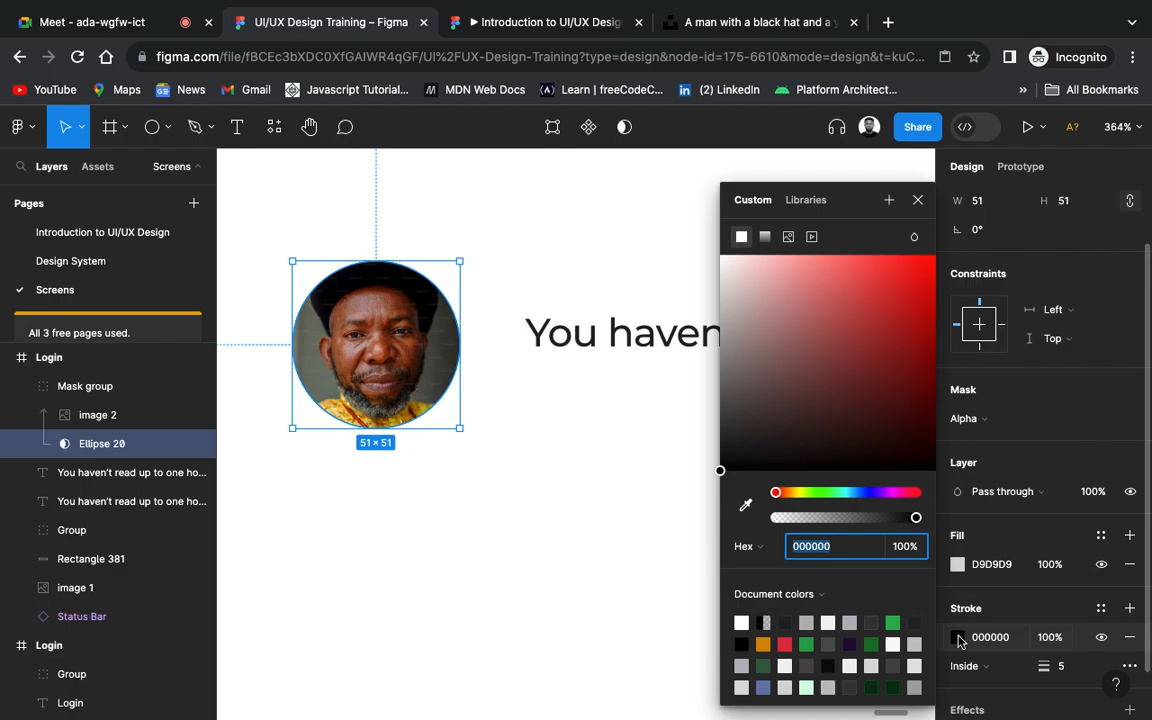 Meet - ada-wgfw-ict
UI/UX Design Training – Figma
Introduction to UI/UX Desig
A man with a black hat and a y
figma.com/file/fBCEc3bXDC0XfGAIWR4qGF/UI%2FUX-Design-Training?type=design&node-id=175-6610&mode=design&t=kuC...
Incognito
YouTube
Maps
News
Gmail
Javascript Tutorial...
MDN Web Docs
Learn | freeCodeC...
(2) LinkedIn
Platform Architect...
»
All Bookmarks
Share
A?
364%
Layers
Assets
Screens
Design
Prototype
Pages
Introduction to UI/UX Design
Design System
Screens
All 3 free pages used.
Login
Mask group
image 2
Ellipse 20
You haven't read up to one ho...
You haven't read up to one ho...
Group
Rectangle 381
image 1
Status Bar
Login
Group
Login
51 × 51
You haven
Custom
Libraries
Hex
000000
100%
Document colors
W 51
H 51
0°
Constraints
Left
Top
Mask
Alpha
Layer
Pass through
100%
Fill
D9D9D9
100%
Stroke
000000
100%
Inside
5
?
Effects